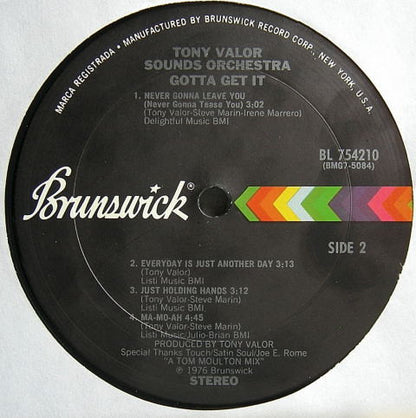 MARCA REGISTRADA • MANUFACTURED BY BRUNSWICK RECORD CORP., NEW YORK, U.S.A.
TONY VALOR
SOUNDS ORCHESTRA
GOTTA GET IT
1. NEVER GONNA LEAVE YOU
(Never Gonna Tease You) 3:02
(Tony Valor-Steve Marin-Irene Marrero)
Delightful Music BMI
BL 754210
(BMG7-5084)
Brunswick®
SIDE 2
2. EVERYDAY IS JUST ANOTHER DAY 3:13
(Tony Valor)
Listi Music BMI
3. JUST HOLDING HANDS 3:12
(Tony Valor-Steve Marin)
Listi Music BMI
4. MA-MO-AH 4:45
(Tony Valor-Steve Marin)
Listi Music/Julio-Brian BMI
PRODUCED BY TONY VALOR
Special Thanks Touch/Satin Soul/Joe E. Rome
"A TOM MOULTON MIX"
℗ 1976 Brunswick
STEREO